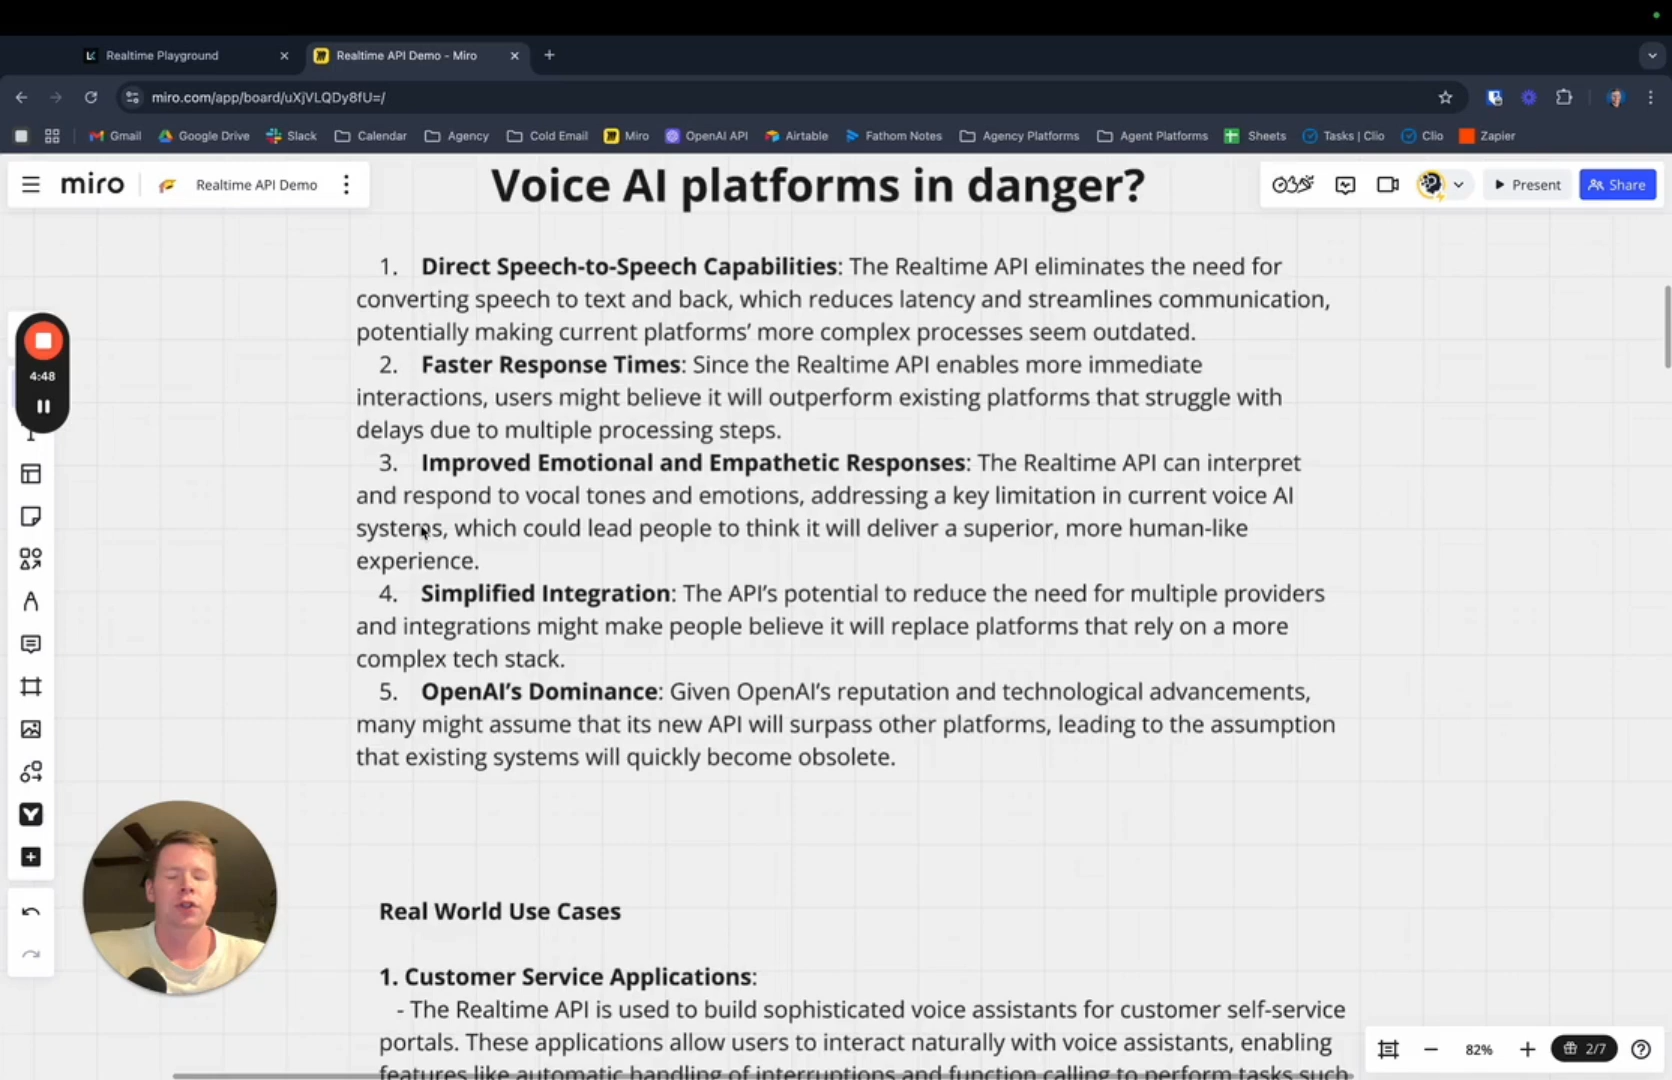 Realtime Playground
Realtime API Demo - Miro
miro.com/app/board/uXjVLQDy8fU=/
Gmail Google Drive Slack Calendar Agency Cold Email Miro OpenAI API Airtable Fathom Notes Agency Platforms Agent Platforms Sheets Tasks | Clio Clio Zapier
miro Realtime API Demo
Present Share
Voice AI platforms in danger?
1. Direct Speech-to-Speech Capabilities: The Realtime API eliminates the need for
converting speech to text and back, which reduces latency and streamlines communication,
potentially making current platforms’ more complex processes seem outdated.
2. Faster Response Times: Since the Realtime API enables more immediate
interactions, users might believe it will outperform existing platforms that struggle with
delays due to multiple processing steps.
3. Improved Emotional and Empathetic Responses: The Realtime API can interpret
and respond to vocal tones and emotions, addressing a key limitation in current voice AI
systems, which could lead people to think it will deliver a superior, more human-like
experience.
4. Simplified Integration: The API’s potential to reduce the need for multiple providers
and integrations might make people believe it will replace platforms that rely on a more
complex tech stack.
5. OpenAI’s Dominance: Given OpenAI’s reputation and technological advancements,
many might assume that its new API will surpass other platforms, leading to the assumption
that existing systems will quickly become obsolete.
4:48
Real World Use Cases
1. Customer Service Applications:
- The Realtime API is used to build sophisticated voice assistants for customer self-service
portals. These applications allow users to interact naturally with voice assistants, enabling
features like automatic handling of interruptions and function calling to perform tasks such
82%
2/7